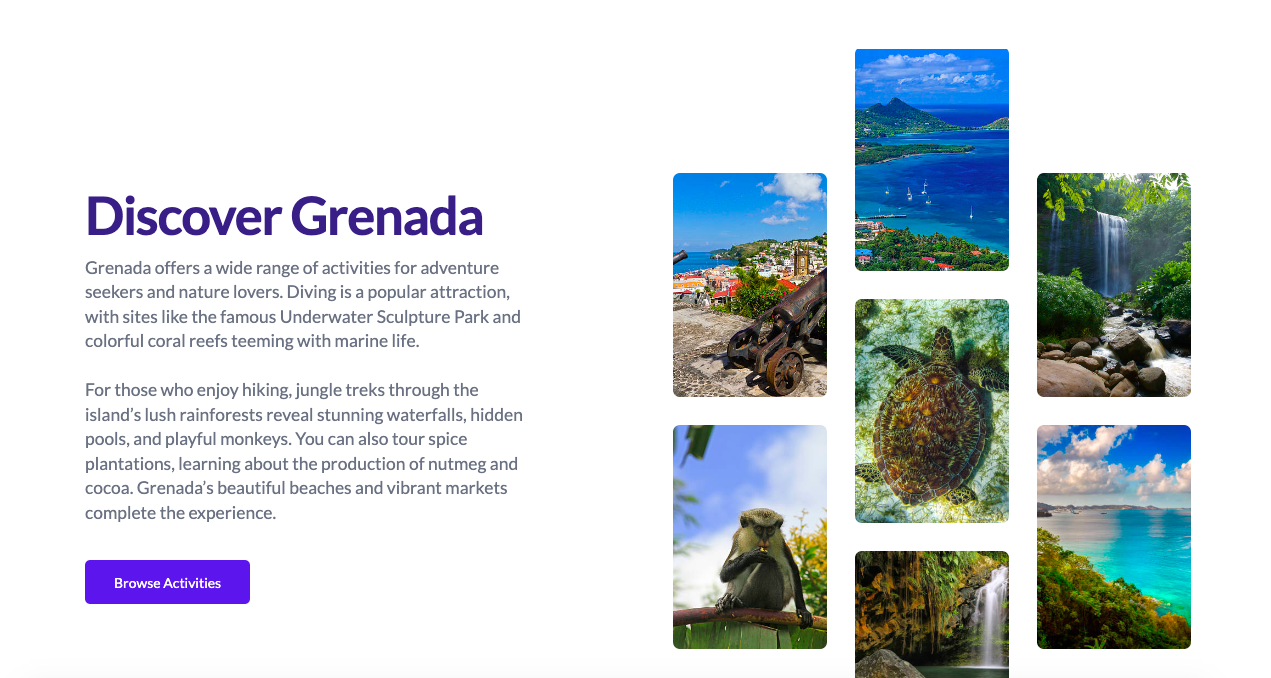 Discover Grenada
Grenada offers a wide range of activities for adventure
seekers and nature lovers. Diving is a popular attraction,
with sites like the famous Underwater Sculpture Park and
colorful coral reefs teeming with marine life.
For those who enjoy hiking, jungle treks through the
island’s lush rainforests reveal stunning waterfalls, hidden
pools, and playful monkeys. You can also tour spice
plantations, learning about the production of nutmeg and
cocoa. Grenada’s beautiful beaches and vibrant markets
complete the experience.
Browse Activities